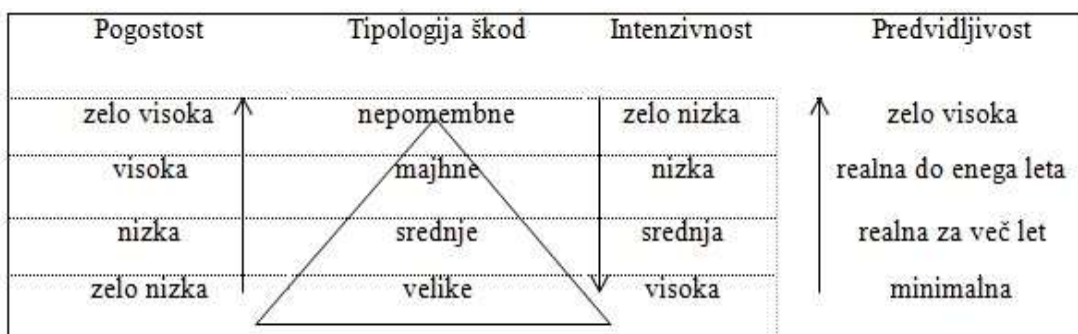 Pogostost Tipologija škod Intenzivnost Predvidljivost
zelo visoka nepomembne zelo nizka zelo visoka
visoka majhne nizka realna do enega leta
nizka srednje srednja realna za več let
zelo nizka velike visoka minimalna